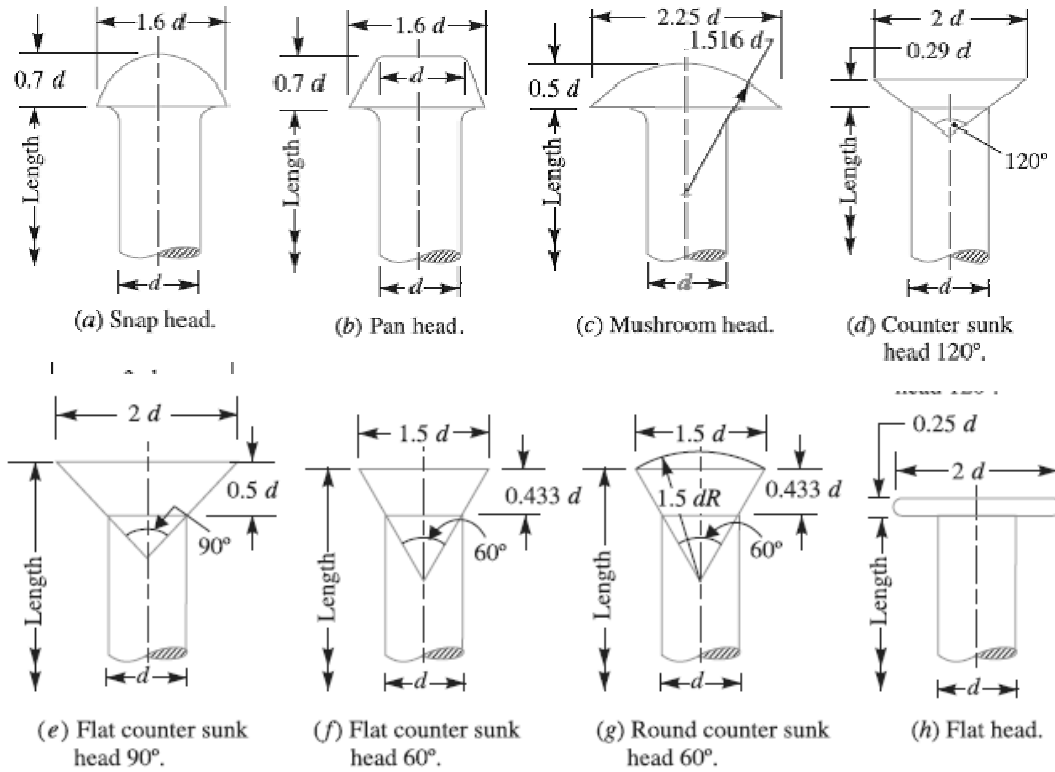 1.6 d
0.7 d
Length
d
(a) Snap head.
1.6 d
d
0.7 d
Length
d
(b) Pan head.
2.25 d
1.516 d
0.5 d
Length
d
(c) Mushroom head.
2 d
0.29 d
Length
120°
d
(d) Counter sunk
head 120°.
2 d
0.5 d
90°
Length
d
(e) Flat counter sunk
head 90°.
1.5 d
0.433 d
60°
Length
d
(f) Flat counter sunk
head 60°.
1.5 d
1.5 dR
0.433 d
60°
Length
d
(g) Round counter sunk
head 60°.
0.25 d
2 d
Length
d
(h) Flat head.